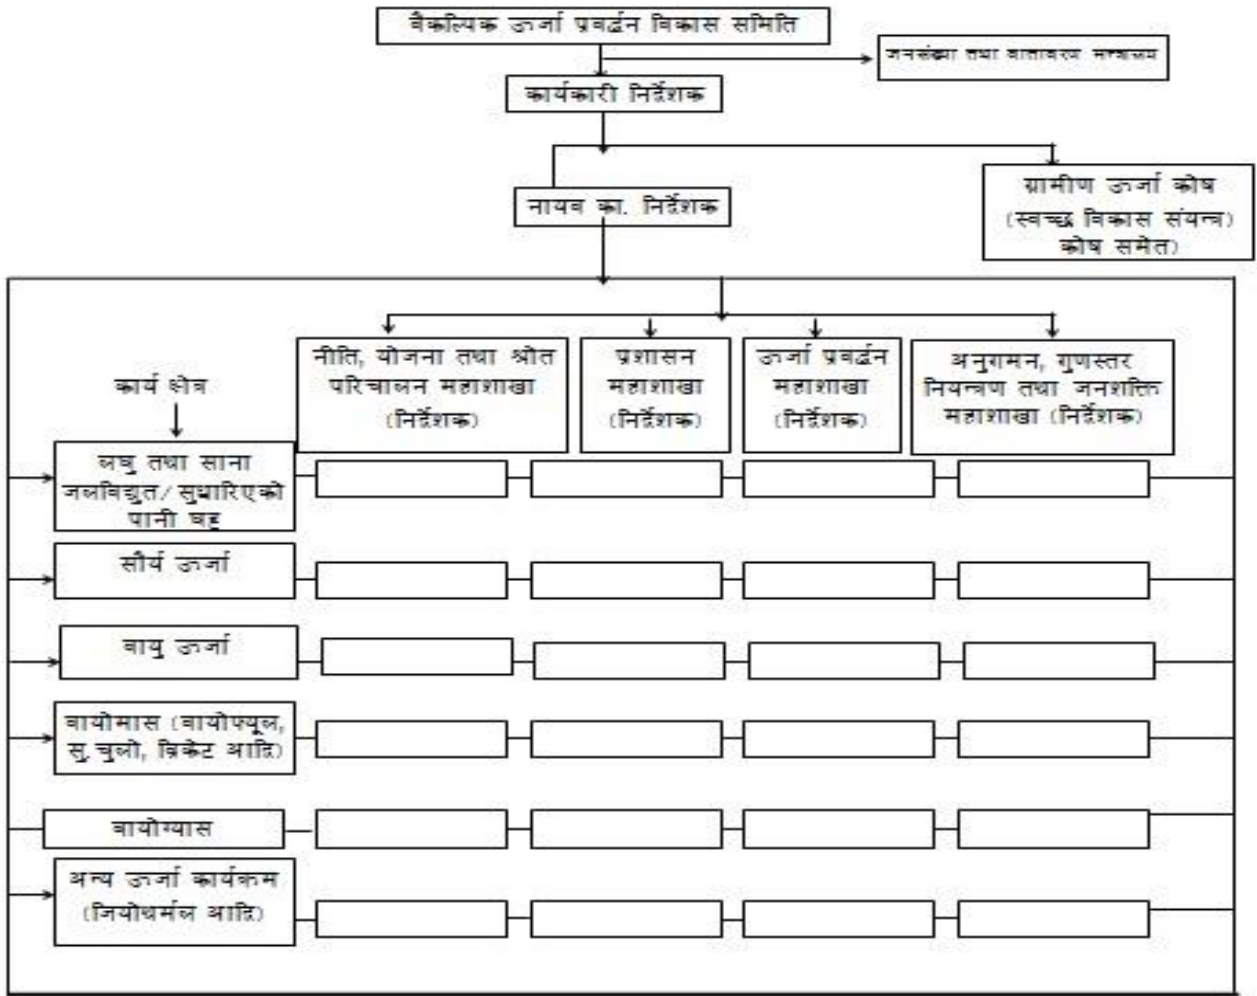 वैकल्पिक ऊर्जा प्रवर्द्धन विकास समिति
जनसंख्या तथा वातावरण मन्त्रालय
कार्यकारी निर्देशक
नायव का. निर्देशक
ग्रामीण ऊर्जा कोष
(स्वच्छ विकास संयन्त्र)
कोष समेत)
नीति, योजना तथा श्रोत
परिचालन महाशाखा
(निर्देशक)
प्रशासन
महाशाखा
(निर्देशक)
ऊर्जा प्रवर्द्धन
महाशाखा
(निर्देशक)
अनुगमन, गुणस्तर
नियन्त्रण तथा जनशक्ति
महाशाखा (निर्देशक)
कार्य क्षेत्र
लघु तथा साना
जलविद्युत/सुधारिएको
पानी घट्ट
सौर्य ऊर्जा
वायु ऊर्जा
वायोमास (वायोफ्यूल,
सु.चुलो, ब्रिकेट आदि)
वायोग्यास
अन्य ऊर्जा कार्यक्रम
(जियोथर्मल आदि)